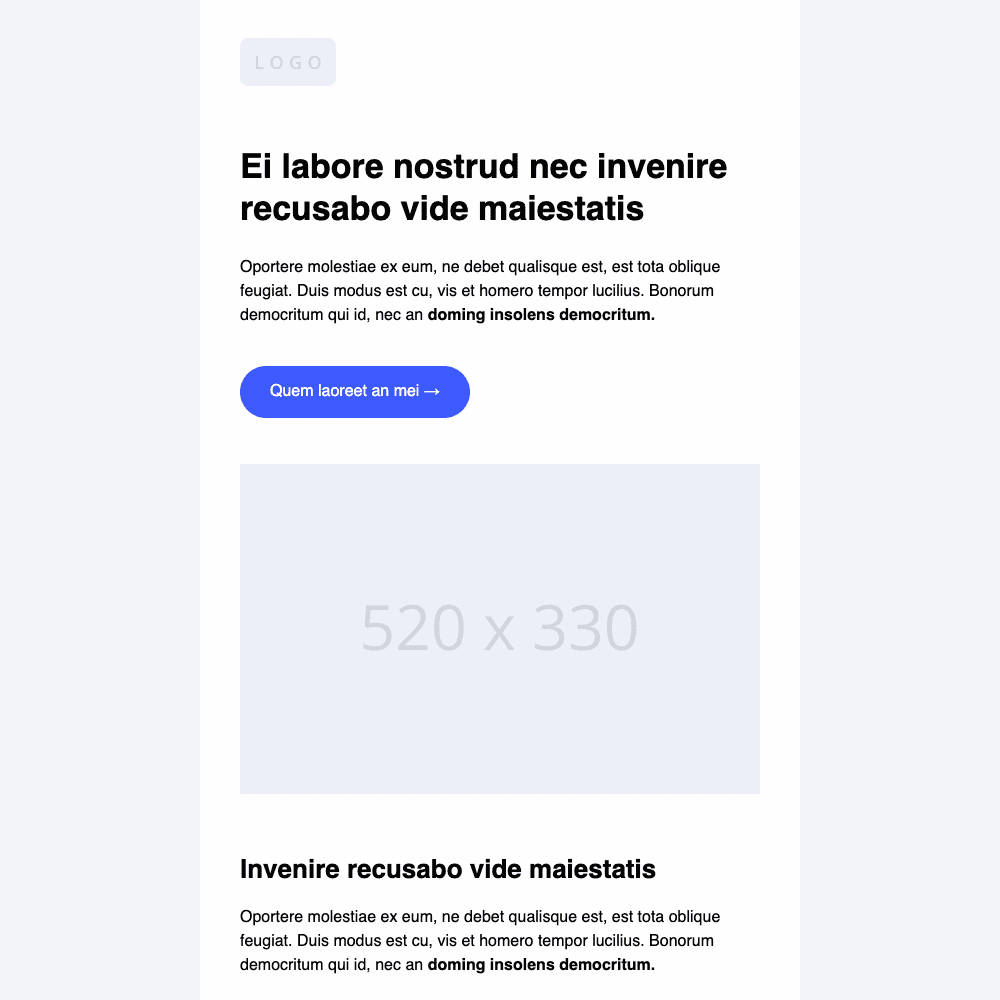 LOGO
Ei labore nostrud nec invenire
recusabo vide maiestatis
Oportere molestiae ex eum, ne debet qualisque est, est tota oblique
feugiat. Duis modus est cu, vis et homero tempor lucilius. Bonorum
democritum qui id, nec an doming insolens democritum.
Quem laoreet an mei →
520 x 330
Invenire recusabo vide maiestatis
Oportere molestiae ex eum, ne debet qualisque est, est tota oblique
feugiat. Duis modus est cu, vis et homero tempor lucilius. Bonorum
democritum qui id, nec an doming insolens democritum.